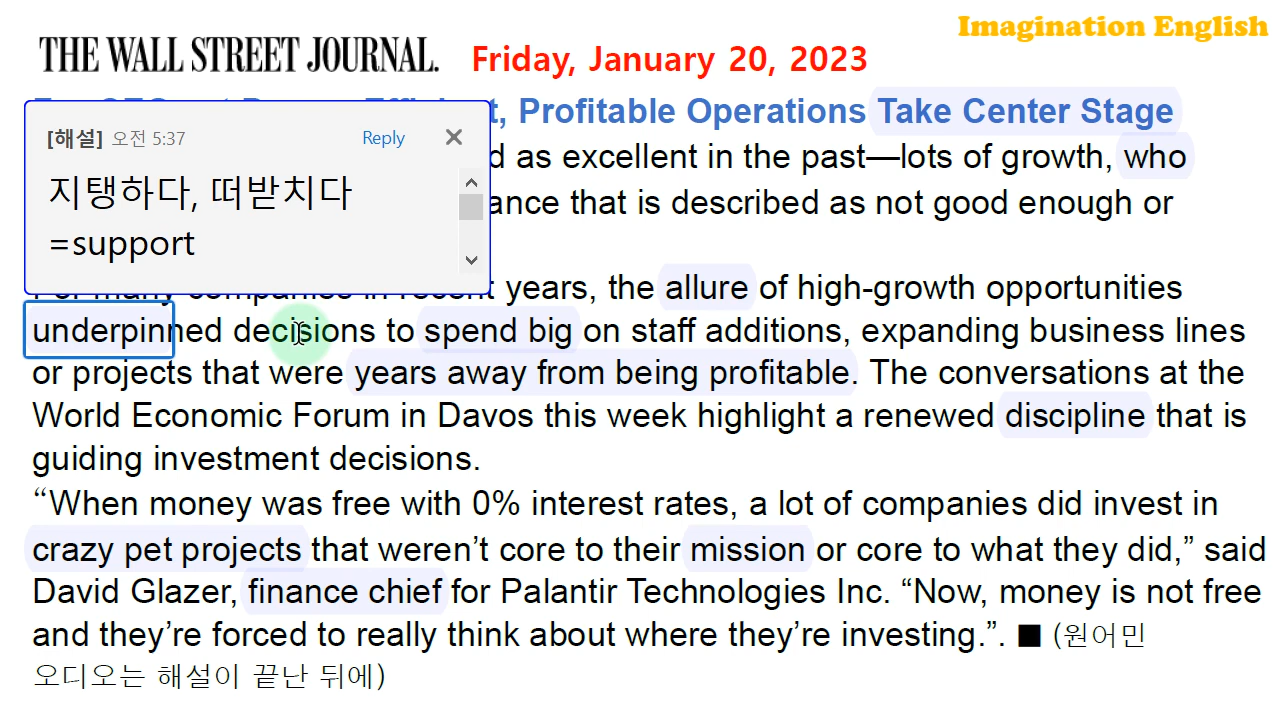 Imagination English
THE WALL STREET JOURNAL. Friday, January 20, 2023
Profitable Operations Take Center Stage
[해설] 오전 5:37 Reply
as excellent in the past—lots of growth, who
지탱하다, 떠받치다
that is described as not good enough or
=support
years, the allure of high-growth opportunities
underpinned decisions to spend big on staff additions, expanding business lines
or projects that were years away from being profitable. The conversations at the
World Economic Forum in Davos this week highlight a renewed discipline that is
guiding investment decisions.
“When money was free with 0% interest rates, a lot of companies did invest in
crazy pet projects that weren’t core to their mission or core to what they did,” said
David Glazer, finance chief for Palantir Technologies Inc. “Now, money is not free
and they’re forced to really think about where they’re investing.”. ■ (원어민
오디오는 해설이 끝난 뒤에)